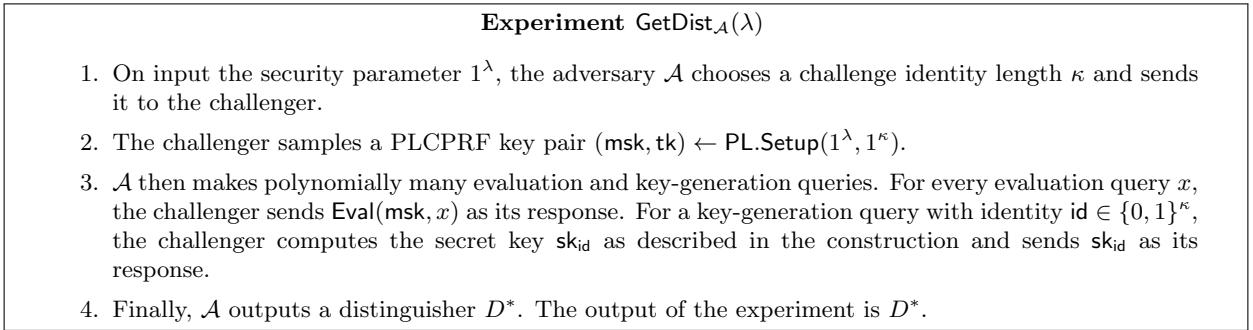 Experiment GetDist_𝒜(λ)
1. On input the security parameter 1^λ, the adversary 𝒜 chooses a challenge identity length κ and sends
it to the challenger.
2. The challenger samples a PLCPRF key pair (msk, tk) ← PL.Setup(1^λ, 1^κ).
3. 𝒜 then makes polynomially many evaluation and key-generation queries. For every evaluation query x,
the challenger sends Eval(msk, x) as its response. For a key-generation query with identity id ∈ {0, 1}^κ,
the challenger computes the secret key sk_id as described in the construction and sends sk_id as its
response.
4. Finally, 𝒜 outputs a distinguisher D*. The output of the experiment is D*.